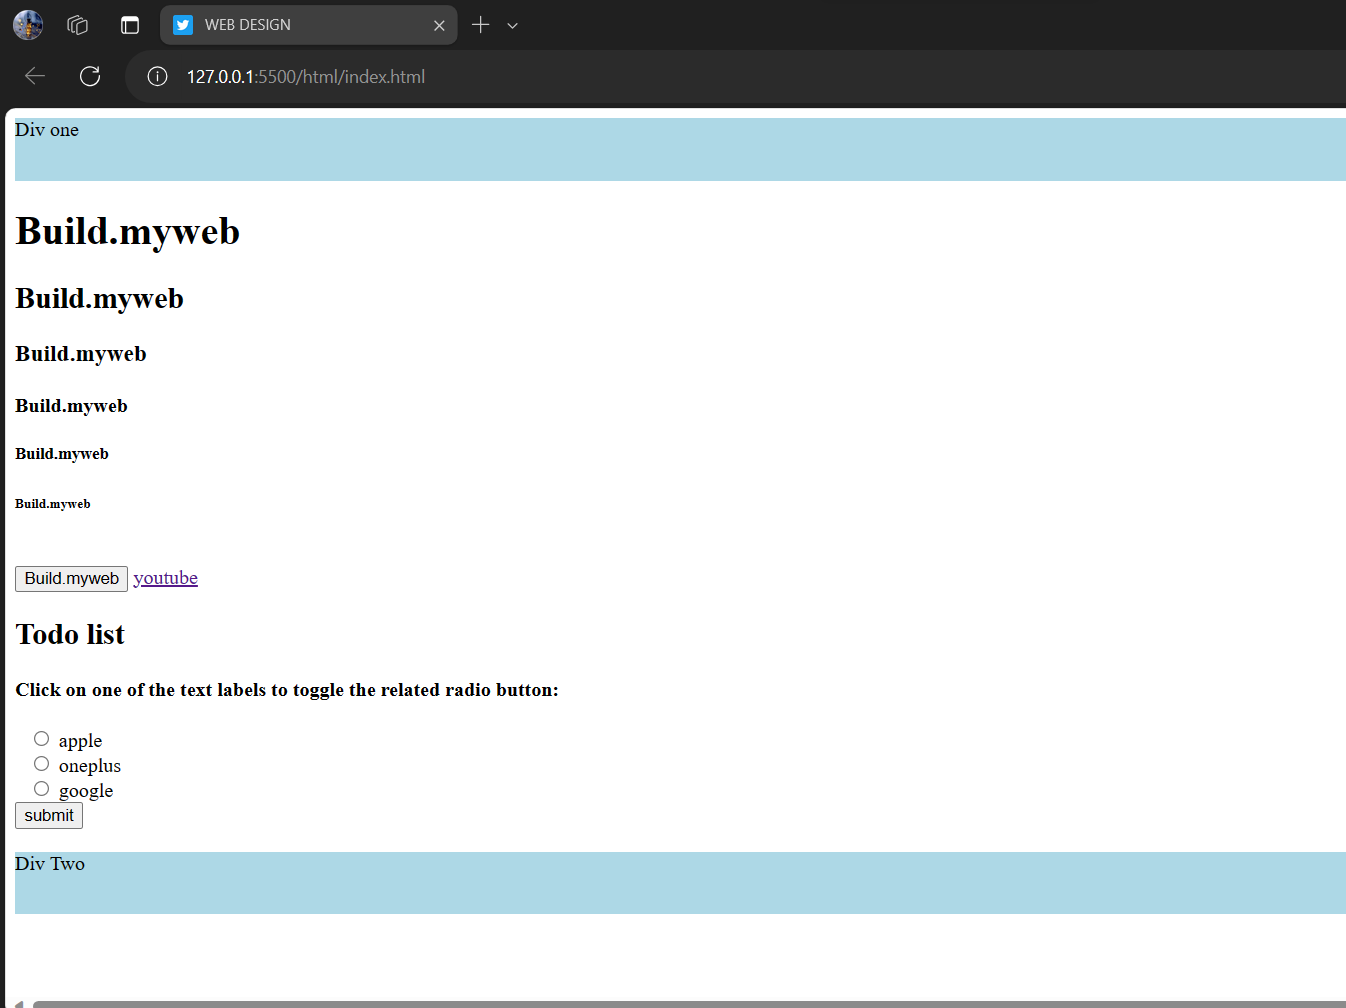 WEB DESIGN
127.0.0.1:5500/html/index.html
Div one
Build.myweb
Build.myweb
Build.myweb
Build.myweb
Build.myweb
Build.myweb
Build.myweb youtube
Todo list
Click on one of the text labels to toggle the related radio button:
apple
oneplus
google
submit
Div Two